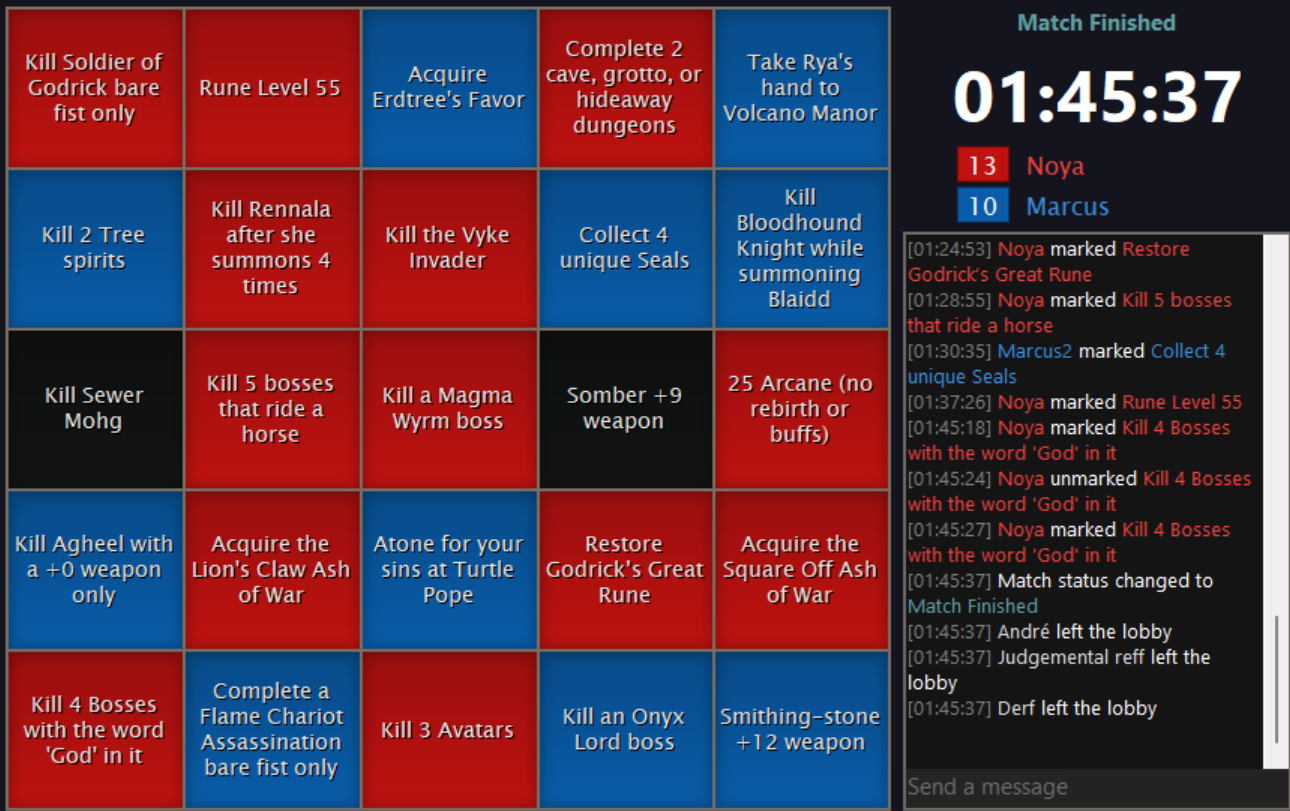 Kill Soldier of
Godrick bare
fist only
Rune Level 55
Acquire
Erdtree's Favor
Complete 2
cave, grotto, or
hideaway
dungeons
Take Rya's
hand to
Volcano Manor
Kill 2 Tree
spirits
Kill Rennala
after she
summons 4
times
Kill the Vyke
Invader
Collect 4
unique Seals
Kill
Bloodhound
Knight while
summoning
Blaidd
Kill Sewer
Mohg
Kill 5 bosses
that ride a
horse
Kill a Magma
Wyrm boss
Somber +9
weapon
25 Arcane (no
rebirth or
buffs)
Kill Agheel with
a +0 weapon
only
Acquire the
Lion's Claw Ash
of War
Atone for your
sins at Turtle
Pope
Restore
Godrick's Great
Rune
Acquire the
Square Off Ash
of War
Kill 4 Bosses
with the word
'God' in it
Complete a
Flame Chariot
Assassination
bare fist only
Kill 3 Avatars
Kill an Onyx
Lord boss
Smithing-stone
+12 weapon
Match Finished
01:45:37
13 Noya
10 Marcus
[01:24:53] Noya marked Restore
Godrick's Great Rune
[01:28:55] Noya marked Kill 5 bosses
that ride a horse
[01:30:35] Marcus2 marked Collect 4
unique Seals
[01:37:26] Noya marked Rune Level 55
[01:45:18] Noya marked Kill 4 Bosses
with the word 'God' in it
[01:45:24] Noya unmarked Kill 4 Bosses
with the word 'God' in it
[01:45:27] Noya marked Kill 4 Bosses
with the word 'God' in it
[01:45:37] Match status changed to
Match Finished
[01:45:37] André left the lobby
[01:45:37] Judgemental reff left the
lobby
[01:45:37] Derf left the lobby
Send a message